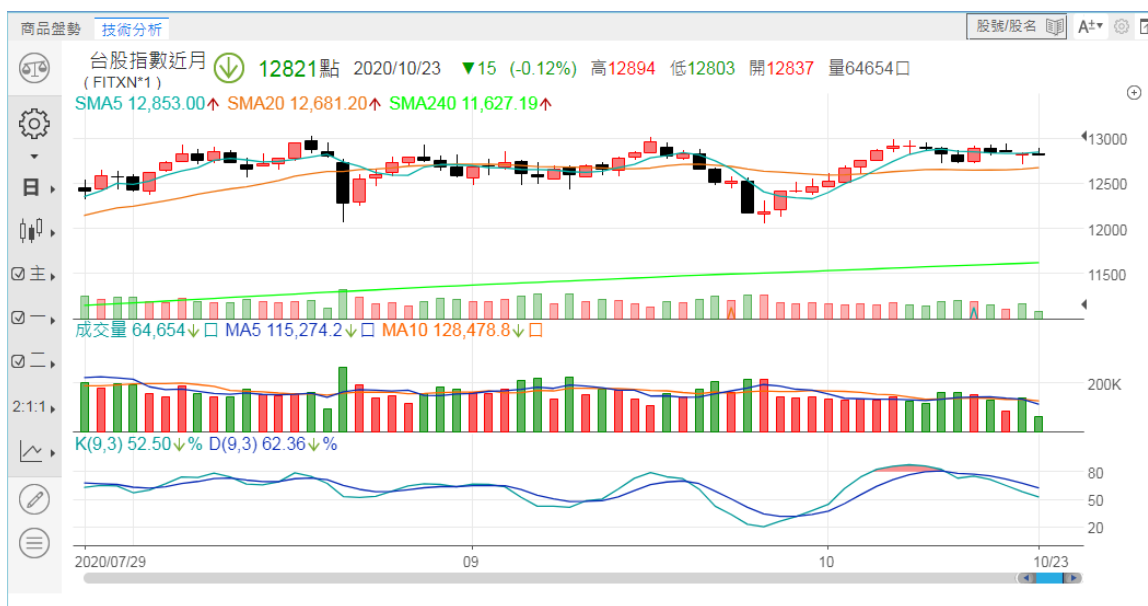 商品盤勢 技術分析 股號/股名 A±▾
台股指數近月 12821點 2020/10/23 ▼15 (-0.12%) 高12894 低12803 開12837 量64654口
( FITXN*1 )
SMA5 12,853.00 SMA20 12,681.20 SMA240 11,627.19
13000
日
12500
12000
主
11500
一
成交量 64,654 口 MA5 115,274.2 口 MA10 128,478.8 口
二
200K
2:1:1
K(9,3) 52.50 % D(9,3) 62.36 %
80
50
20
2020/07/29 09 10 10/23